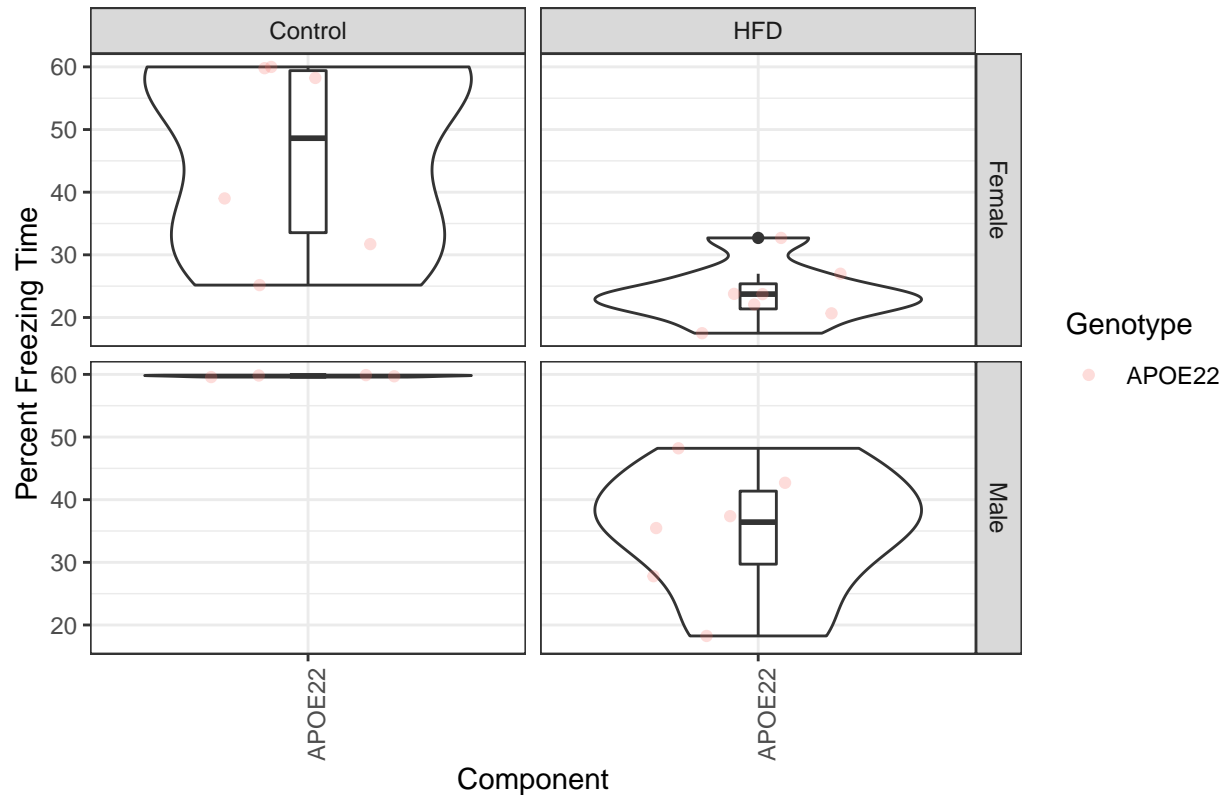 Control
HFD
Percent Freezing Time
60
50
40
30
20
Female
60
50
40
30
20
Male
APOE22
APOE22
Component
Genotype
APOE22